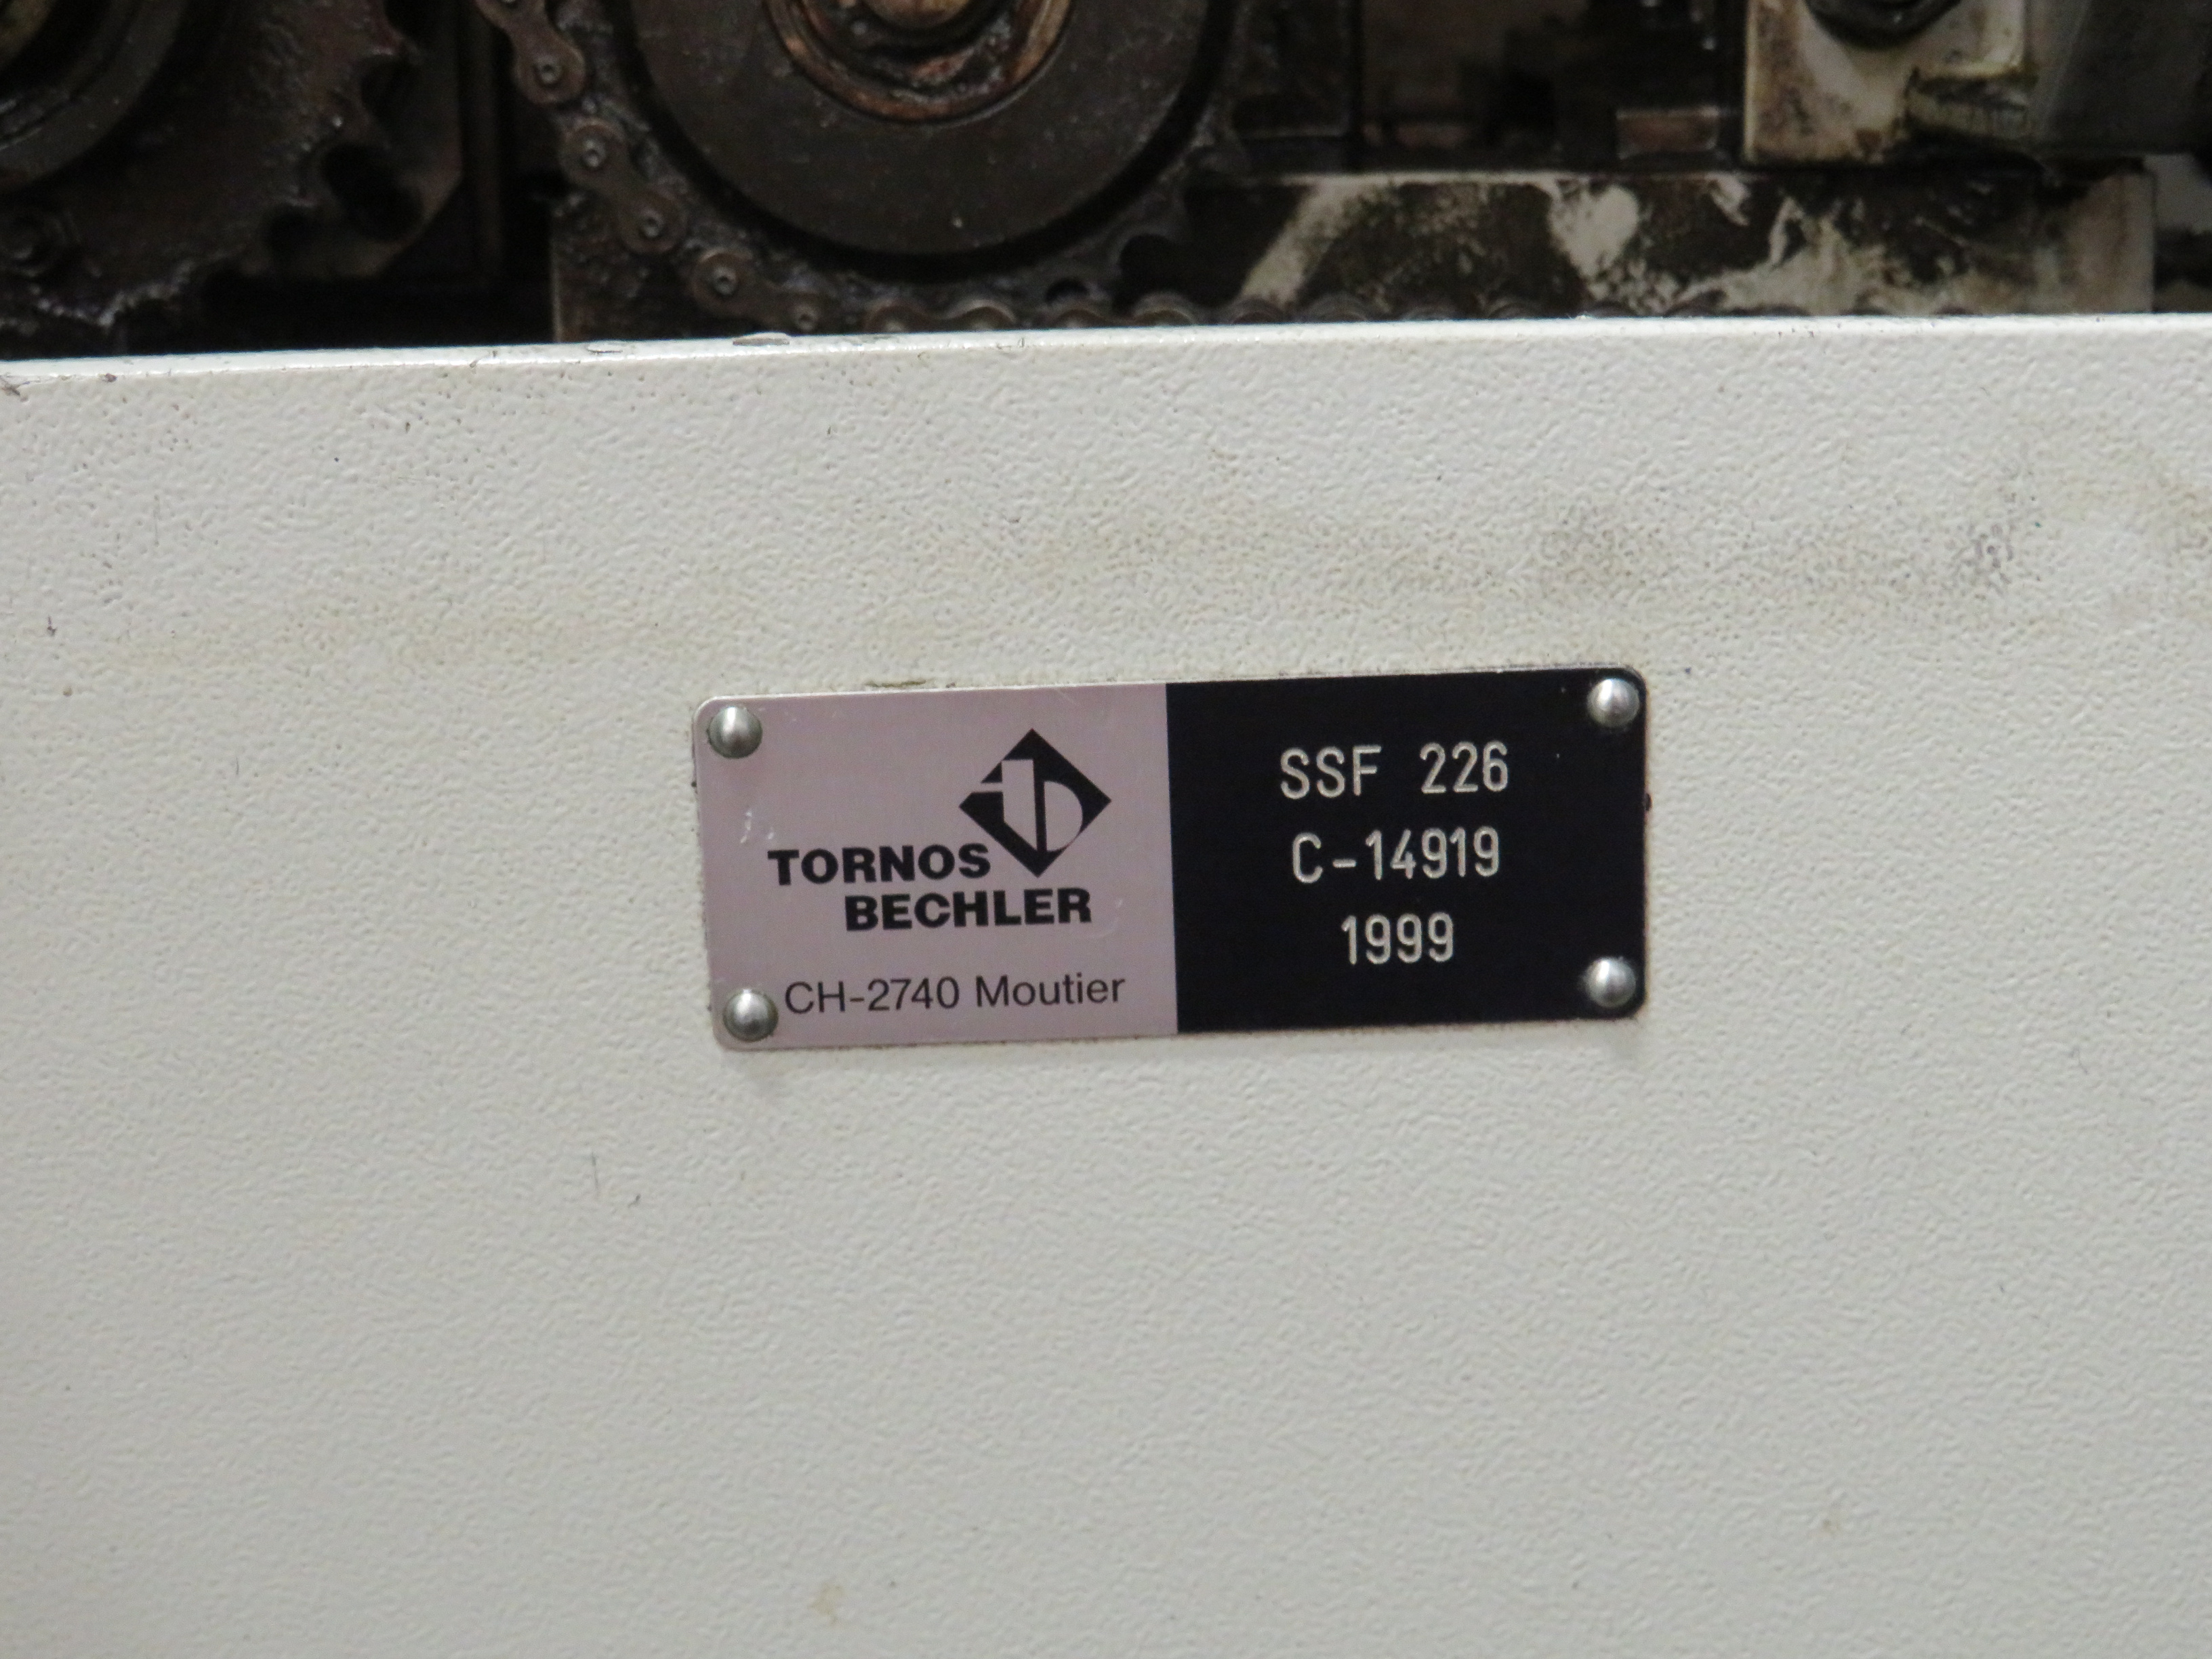 TORNOS
BECHLER
CH-2740 Moutier
SSF 226
C-14919
1999